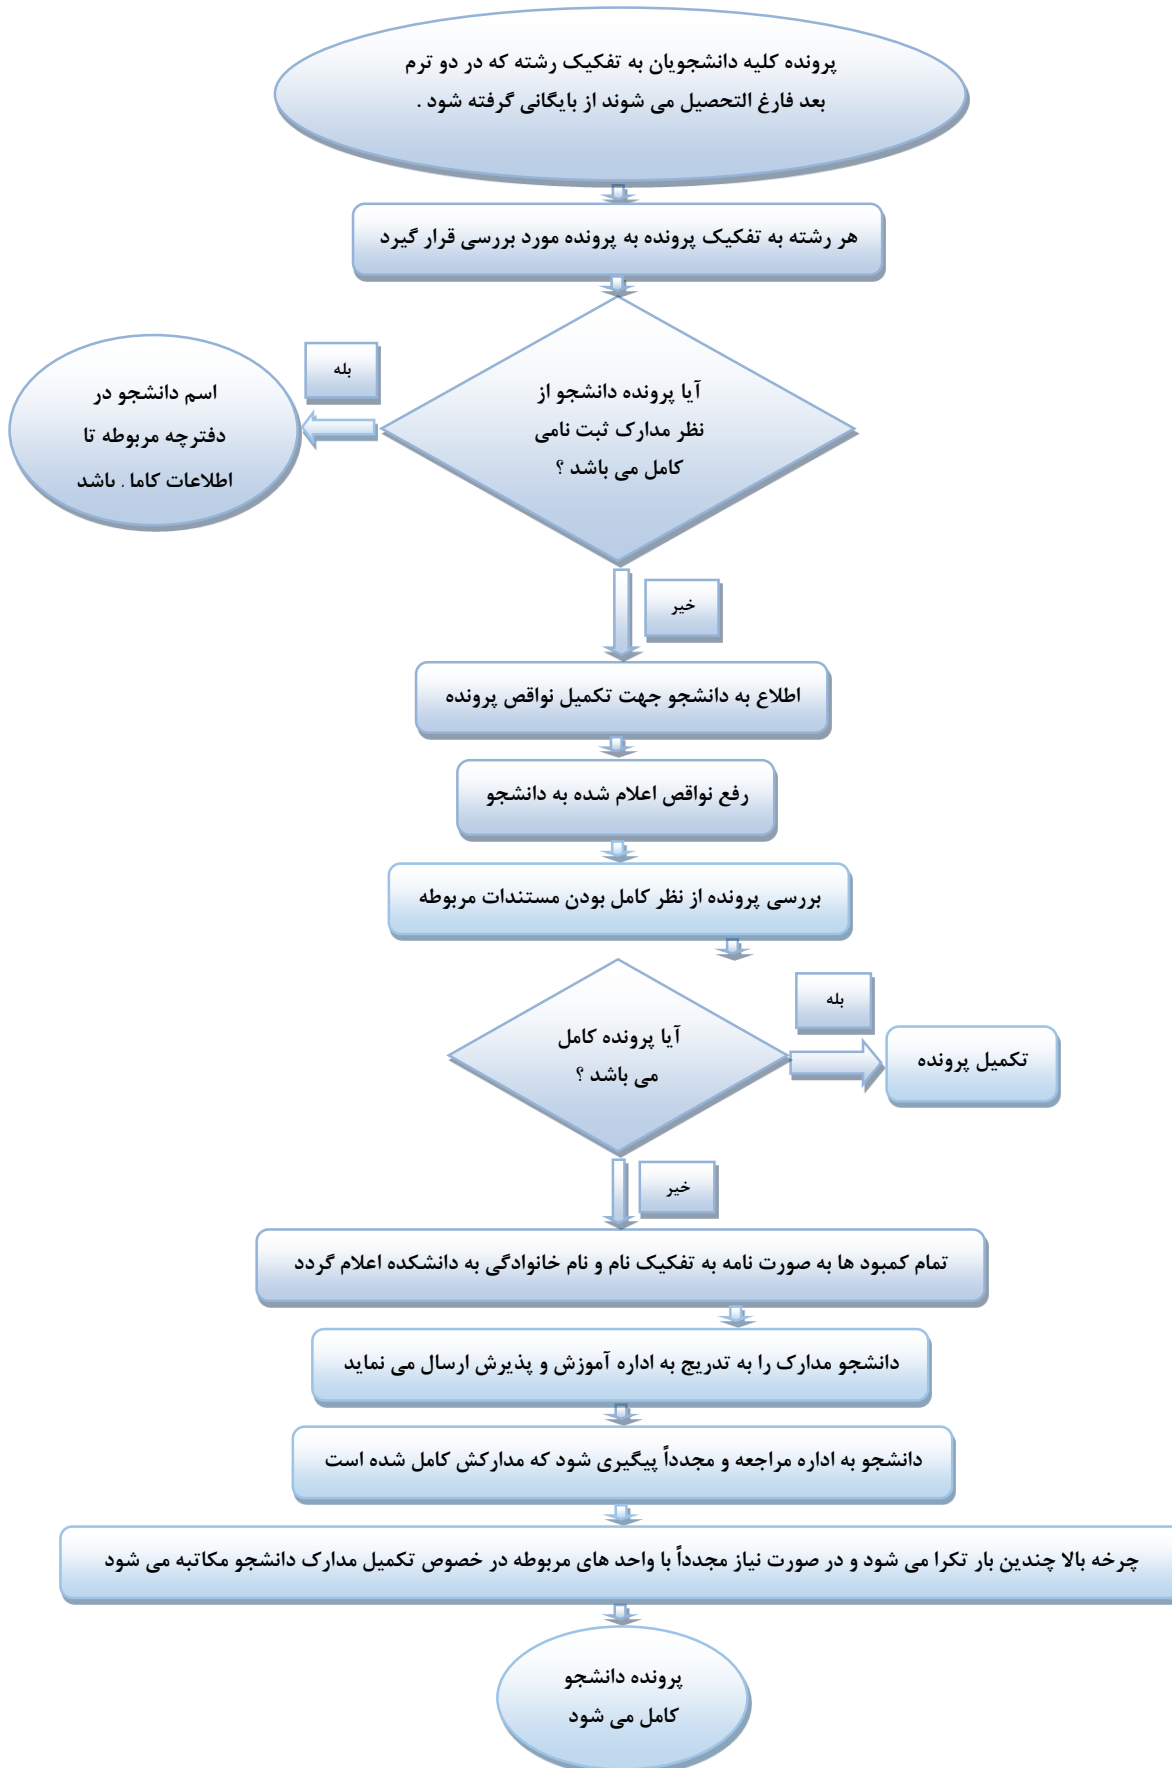 پرونده کلیه دانشجویان به تفکیک رشته که در دو ترم
بعد فارغ التحصیل می شوند از بایگانی گرفته شود .
هر رشته به تفکیک پرونده به پرونده مورد بررسی قرار گیرد
آیا پرونده دانشجو از
نظر مدارک ثبت نامی
کامل می باشد ؟
بله
اسم دانشجو در
دفترچه مربوطه تا
اطلاعات کامل باشد
خیر
اطلاع به دانشجو جهت تکمیل نواقص پرونده
رفع نواقص اعلام شده به دانشجو
بررسی پرونده از نظر کامل بودن مستندات مربوطه
آیا پرونده کامل
می باشد ؟
بله
تکمیل پرونده
خیر
تمام کمبود ها به صورت نامه به تفکیک نام و نام خانوادگی به دانشکده اعلام گردد
دانشجو مدارک را به تدریج به اداره آموزش و پذیرش ارسال می نماید
دانشجو به اداره مراجعه و مجدداً پیگیری شود که مدارکش کامل شده است
چرخه بالا چندین بار تکرا می شود و در صورت نیاز مجدداً با واحد های مربوطه در خصوص تکمیل مدارک دانشجو مکاتبه می شود
پرونده دانشجو
کامل می شود